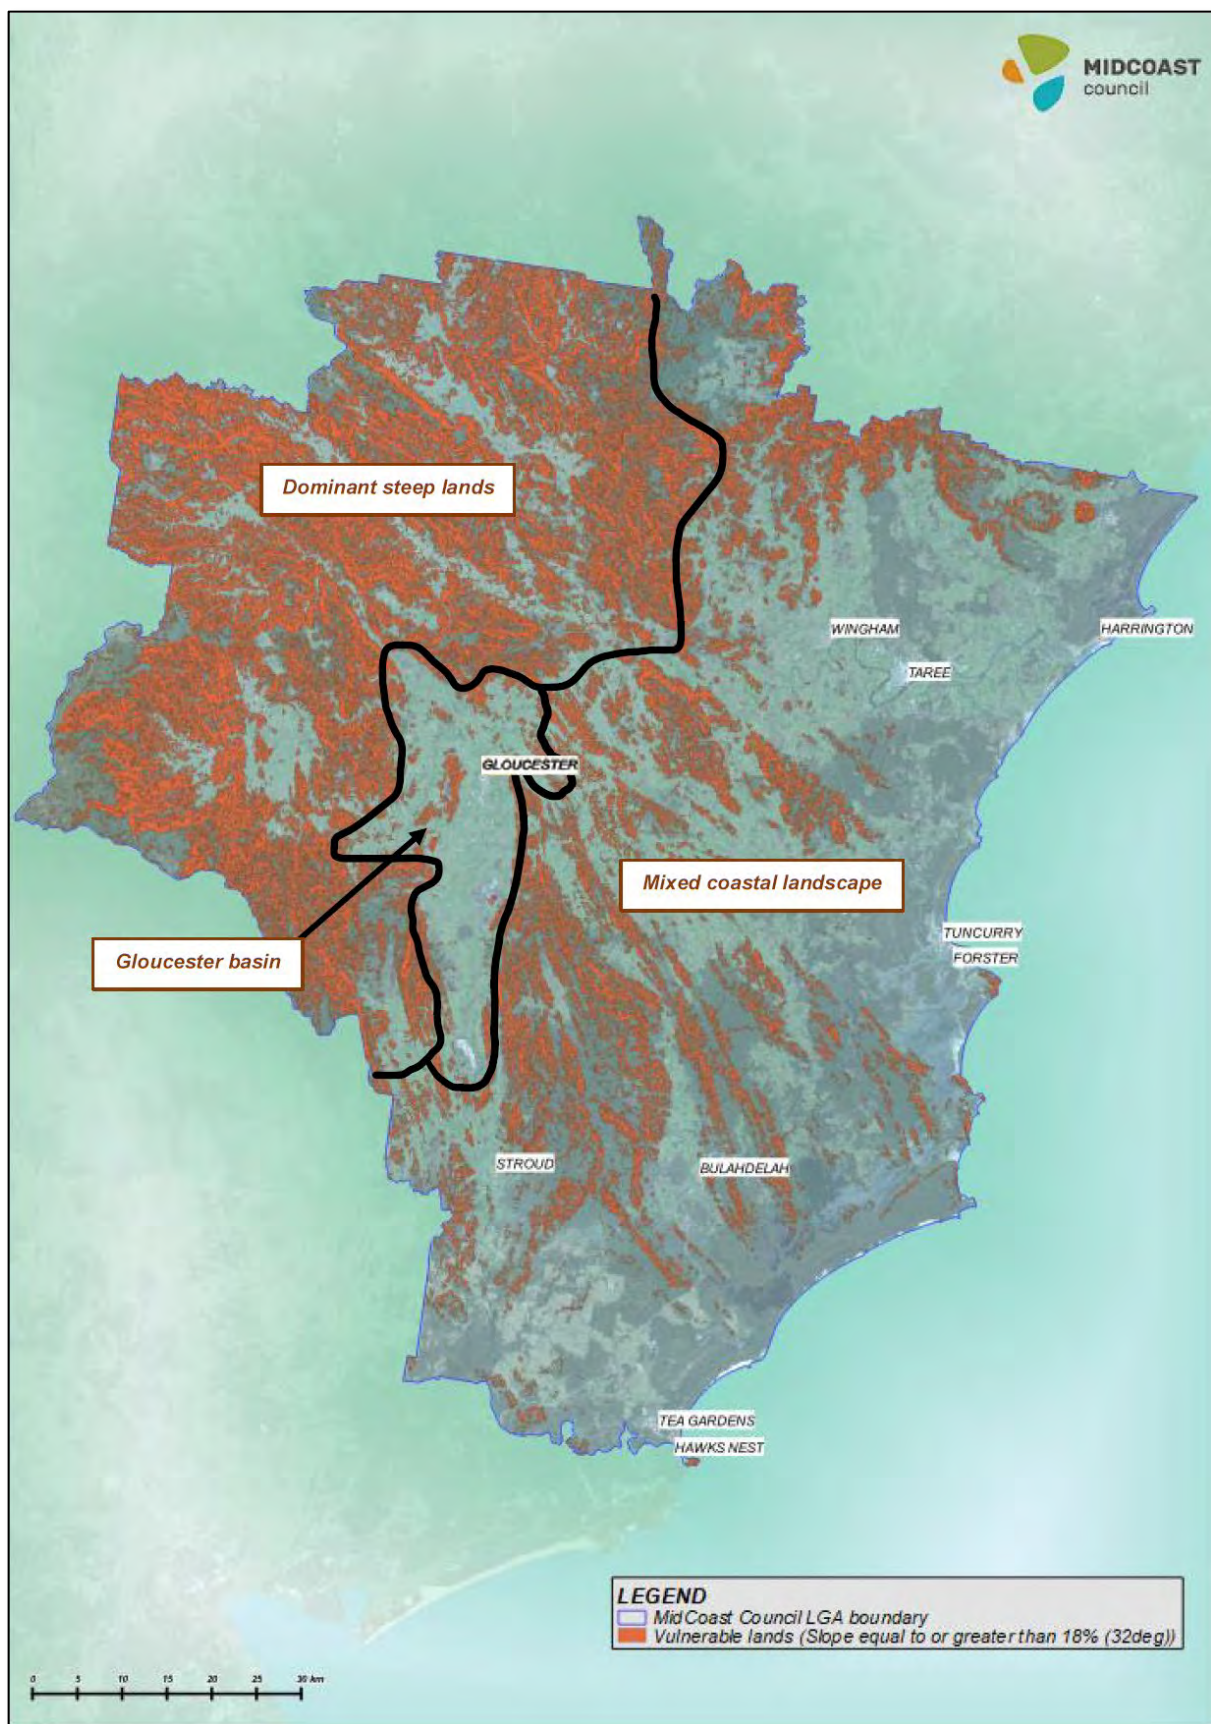 MIDCOAST
council
Dominant steep lands
WINGHAM
HARRINGTON
TAREE
GLOUCESTER
Mixed coastal landscape
TUNCURRY
Gloucester basin
FORSTER
STROUD
BULAHDELAH
TEA GARDENS
HAWKS NEST
LEGEND
MidCoast Council LGA boundary
Vulnerable lands (Slope equal to or greater than 18% (32deg))
0 5 10 15 20 25 30 km